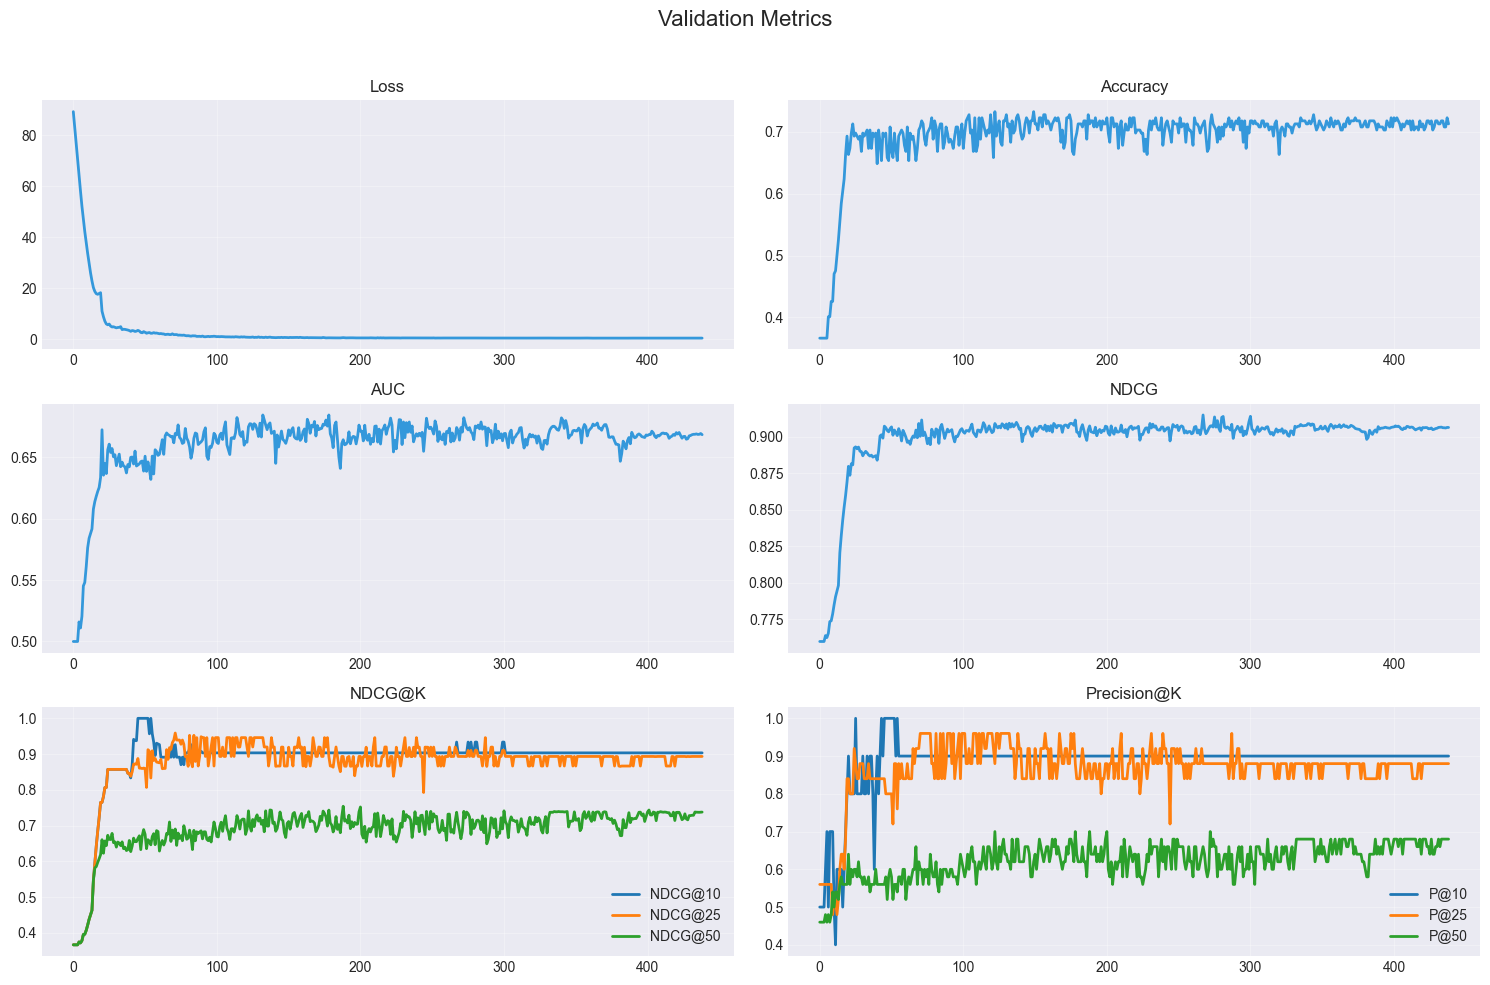 Validation Metrics
Loss
80
60
40
20
0
0 100 200 300 400
Accuracy
0.7
0.6
0.5
0.4
0 100 200 300 400
AUC
0.65
0.60
0.55
0.50
0 100 200 300 400
NDCG
0.900
0.875
0.850
0.825
0.800
0.775
0 100 200 300 400
NDCG@K
1.0
0.9
0.8
0.7
0.6
0.5
0.4
NDCG@10
NDCG@25
NDCG@50
0 100 200 300 400
Precision@K
1.0
0.9
0.8
0.7
0.6
0.5
0.4
P@10
P@25
P@50
0 100 200 300 400